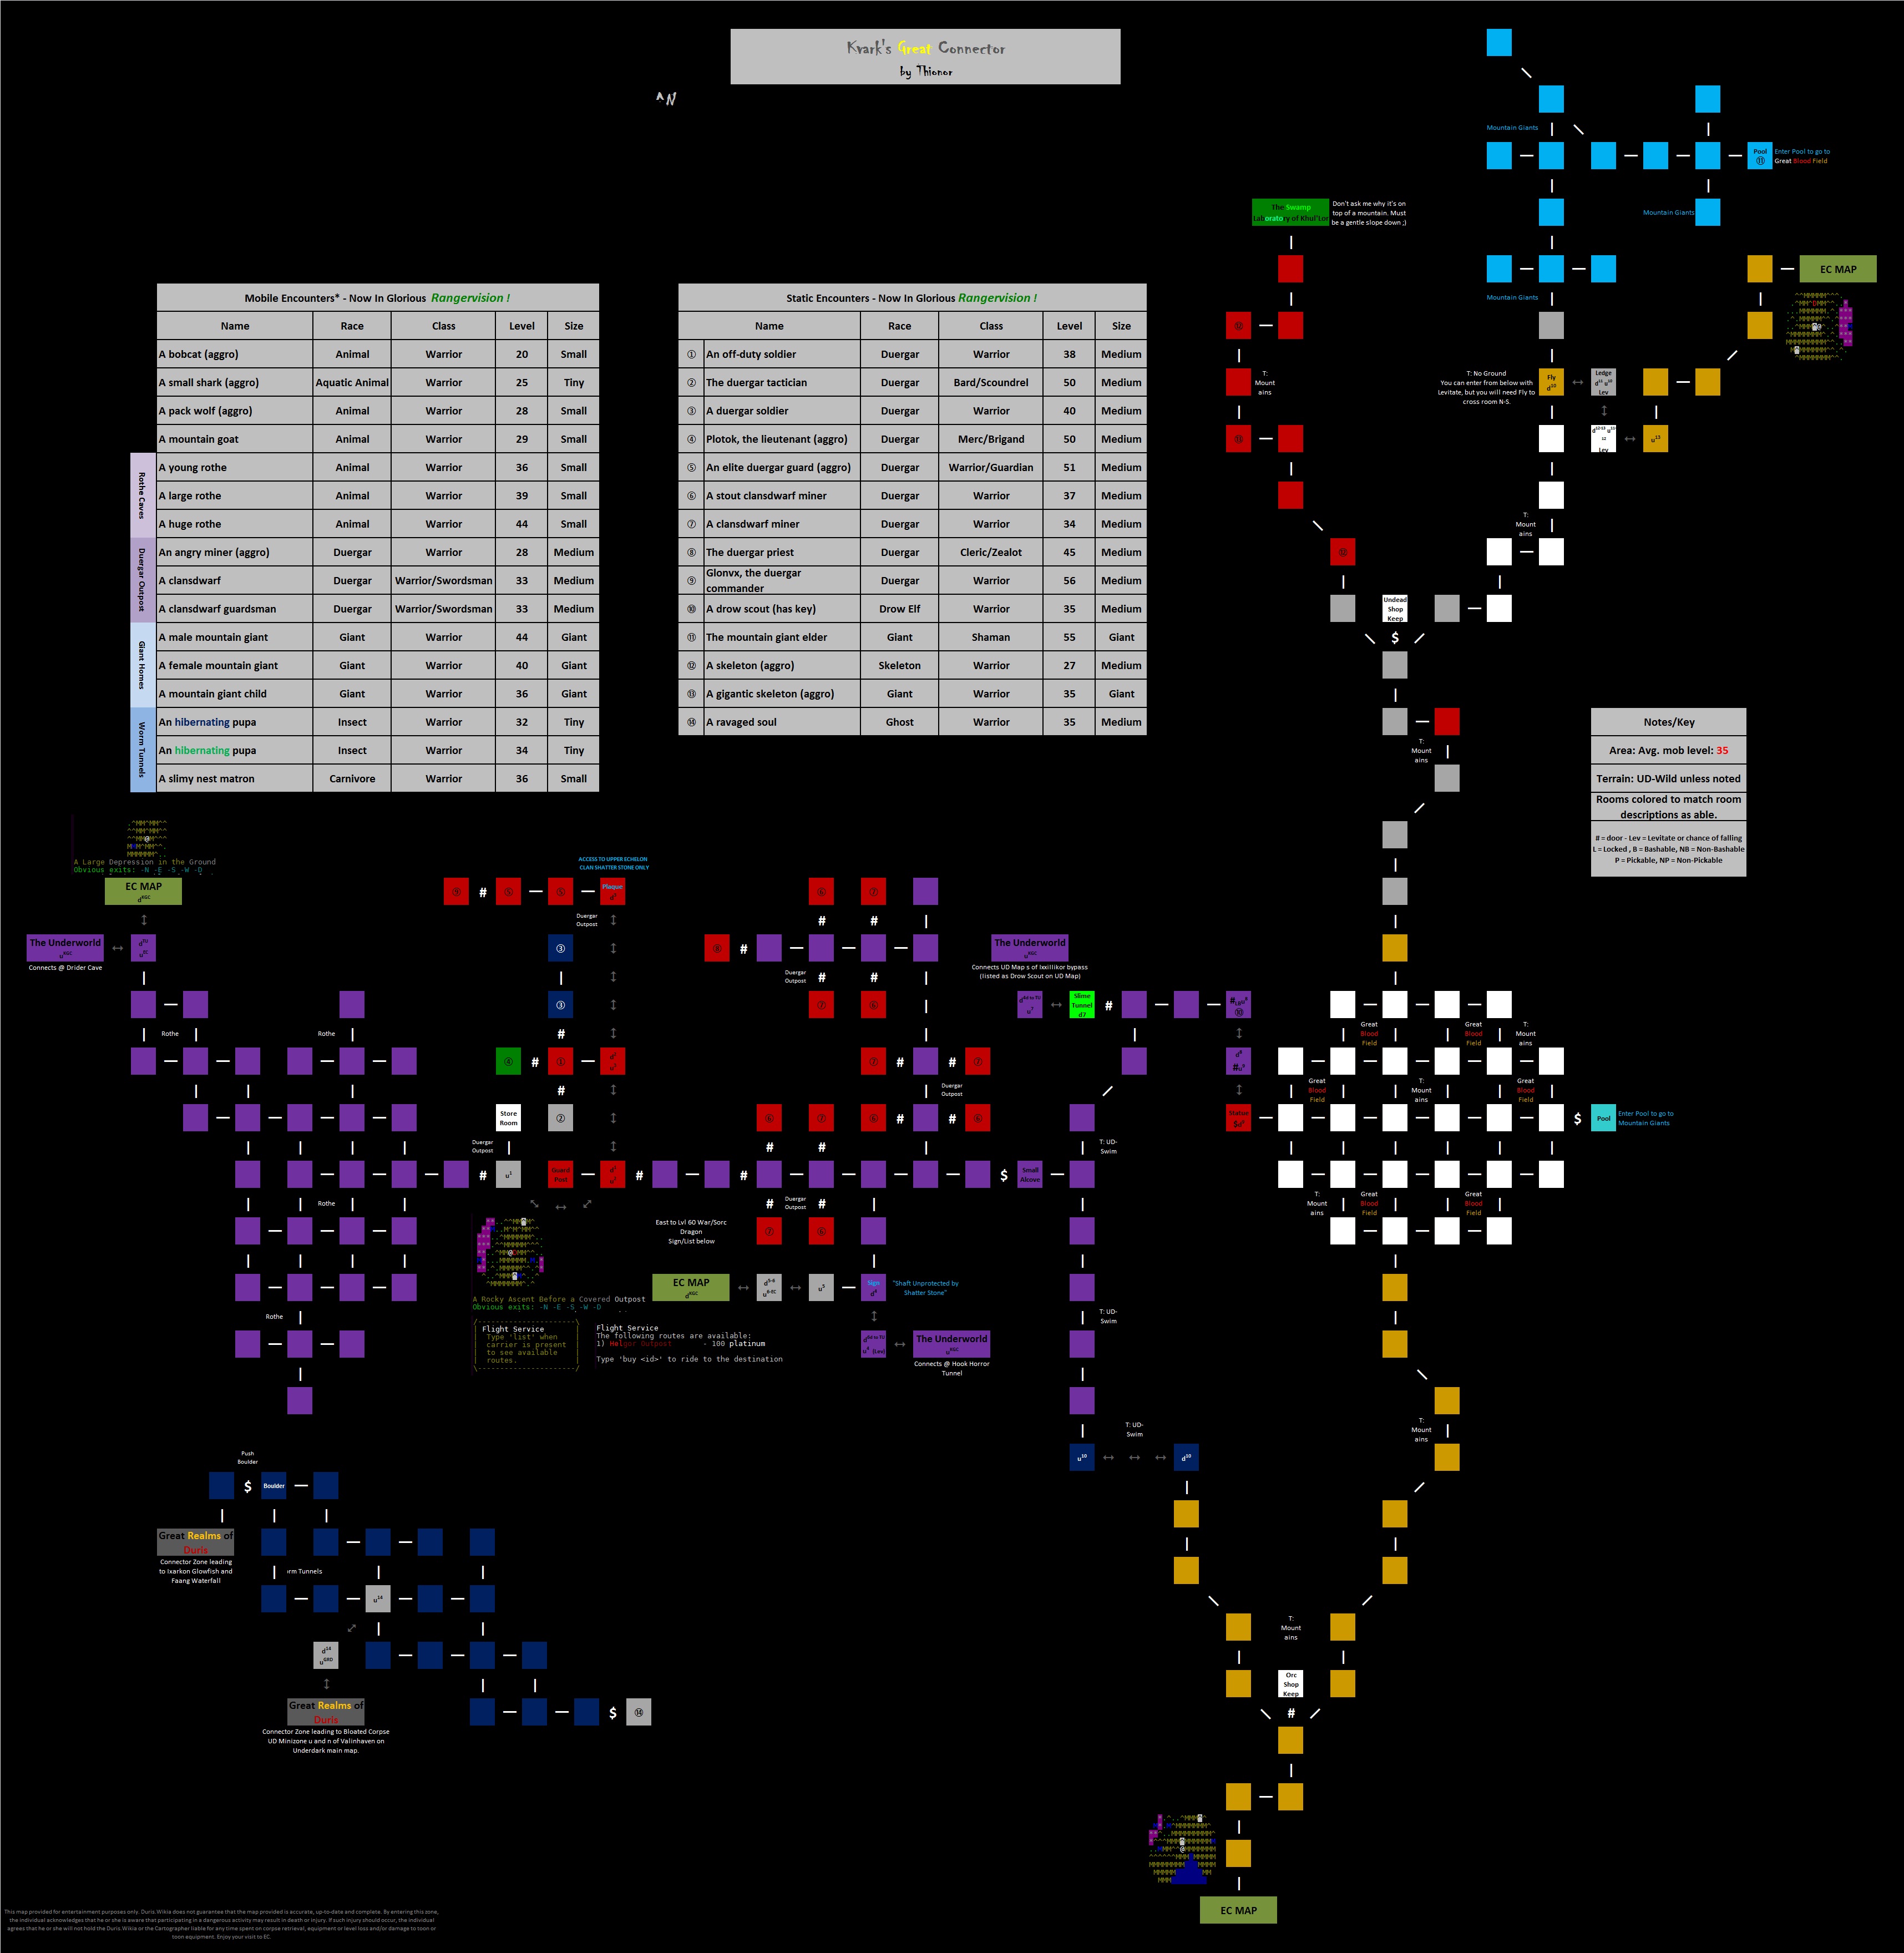 Kvark's Great Connector
by Thionor
^N
Mountain Giants
Pool
⑪
Enter Pool to go to
Great Blood Field
The Swamp
Laboratory of Khul'Lor
Don't ask me why it's on
top of a mountain. Must
be a gentle slope down ;)
Mountain Giants
EC MAP
Mountain Giants
Mobile Encounters* - Now In Glorious Rangervision !
Name Race Class Level Size
A bobcat (aggro) Animal Warrior 20 Small
A small shark (aggro) Aquatic Animal Warrior 25 Tiny
A pack wolf (aggro) Animal Warrior 28 Small
A mountain goat Animal Warrior 29 Small
Rothe Caves
A young rothe Animal Warrior 36 Small
A large rothe Animal Warrior 39 Small
A huge rothe Animal Warrior 44 Small
Duergar Outpost
An angry miner (aggro) Duergar Warrior 28 Medium
A clansdwarf Duergar Warrior/Swordsman 33 Medium
A clansdwarf guardsman Duergar Warrior/Swordsman 33 Medium
Giant Homes
A male mountain giant Giant Warrior 44 Giant
A female mountain giant Giant Warrior 40 Giant
A mountain giant child Giant Warrior 36 Giant
Worm Tunnels
An hibernating pupa Insect Warrior 32 Tiny
An hibernating pupa Insect Warrior 34 Tiny
A slimy nest matron Carnivore Warrior 36 Small
Static Encounters - Now In Glorious Rangervision !
Name Race Class Level Size
① An off-duty soldier Duergar Warrior 38 Medium
② The duergar tactician Duergar Bard/Scoundrel 50 Medium
③ A duergar soldier Duergar Warrior 40 Medium
④ Plotok, the lieutenant (aggro) Duergar Merc/Brigand 50 Medium
⑤ An elite duergar guard (aggro) Duergar Warrior/Guardian 51 Medium
⑥ A stout clansdwarf miner Duergar Warrior 37 Medium
⑦ A clansdwarf miner Duergar Warrior 34 Medium
⑧ The duergar priest Duergar Cleric/Zealot 45 Medium
⑨ Glonvx, the duergar
commander Duergar Warrior 56 Medium
⑩ A drow scout (has key) Drow Elf Warrior 35 Medium
⑪ The mountain giant elder Giant Shaman 55 Giant
⑫ A skeleton (aggro) Skeleton Warrior 27 Medium
⑬ A gigantic skeleton (aggro) Giant Warrior 35 Giant
⑭ A ravaged soul Ghost Warrior 35 Medium
T:
Mount
ains
T: No Ground
You can enter from below with
Levitate, but you will need Fly to
cross room N-S.
Fly
d10
Ledge
d11 u10
Lev
Lev
u13
T:
Mount
ains
Undead
Shop
Keep
$
T:
Mount
ains
Notes/Key
Area: Avg. mob level: 35
Terrain: UD-Wild unless noted
Rooms colored to match room
descriptions as able.
# = door - Lev = Levitate or chance of falling
L = Locked , B = Bashable, NB = Non-Bashable
P = Pickable, NP = Non-Pickable
A Large Depression in the Ground
Obvious exits: -N -E -S -W -D
EC MAP
dKGC
The Underworld
uKGC
Connects @ Drider Cave
dTU
uEC
Rothe
Rothe
Rothe
Rothe
ACCESS TO UPPER ECHELON
CLAN SHATTER STONE ONLY
Plaque
Duergar
Outpost
③
③
④ # ①
②
Store
Room
Duergar
Outpost
u1
Guard
Post
Duergar
Outpost
Duergar
Outpost
Duergar
Outpost
The Underworld
uKGC
Connects UD Map s of Ixxillikor bypass
(listed as Drow Scout on UD Map)
Slime
Tunnel
d7
Small
Alcove
T: UD-
Swim
Statue
Great
Blood
Field
Great
Blood
Field
T:
Mount
ains
Great
Blood
Field
T:
Mount
ains
Great
Blood
Field
$
Pool
Enter Pool to go to
Mountain Giants
T:
Mount
ains
Great
Blood
Field
Great
Blood
Field
East to Lvl 60 War/Sorc
Dragon
Sign/List below
EC MAP
dKGC
u5
Sign
"Shaft Unprotected by
Shatter Stone"
T: UD-
Swim
A Rocky Ascent Before a Covered Outpost
Obvious exits: -N -E -S -W -D
Flight Service
Type 'list' when
carrier is present
to see available
routes.
Flight Service
The following routes are available:
1) Helgor Outpost - 100 platinum
Type 'buy <id>' to ride to the destination
The Underworld
uKGC
Connects @ Hook Horror
Tunnel
T: UD-
Swim
u10
d10
T:
Mount
ains
Push
Boulder
$
Boulder
Great Realms of
Duris
Connector Zone leading
to Ixarkon Glowfish and
Faang Waterfall
orm Tunnels
u14
d14
uGRD
Great Realms of
Duris
Connector Zone leading to Bloated Corpse
UD Minizone u and n of Valinhaven on
Underdark main map.
$
⑭
T:
Mount
ains
Orc
Shop
Keep
#
EC MAP
This map provided for entertainment purposes only. Duris.Wikia does not guarantee that the map provided is accurate, up-to-date and complete. By entering this zone,
the individual acknowledges that he or she is aware that participating in a dangerous activity may result in death or injury. If such injury should occur, the individual
agrees that he or she will not hold the Duris.Wikia or the Cartographer liable for any time spent on corpse retrieval, equipment or level loss and/or damage to toon or
toon equipment. Enjoy your visit to EC.